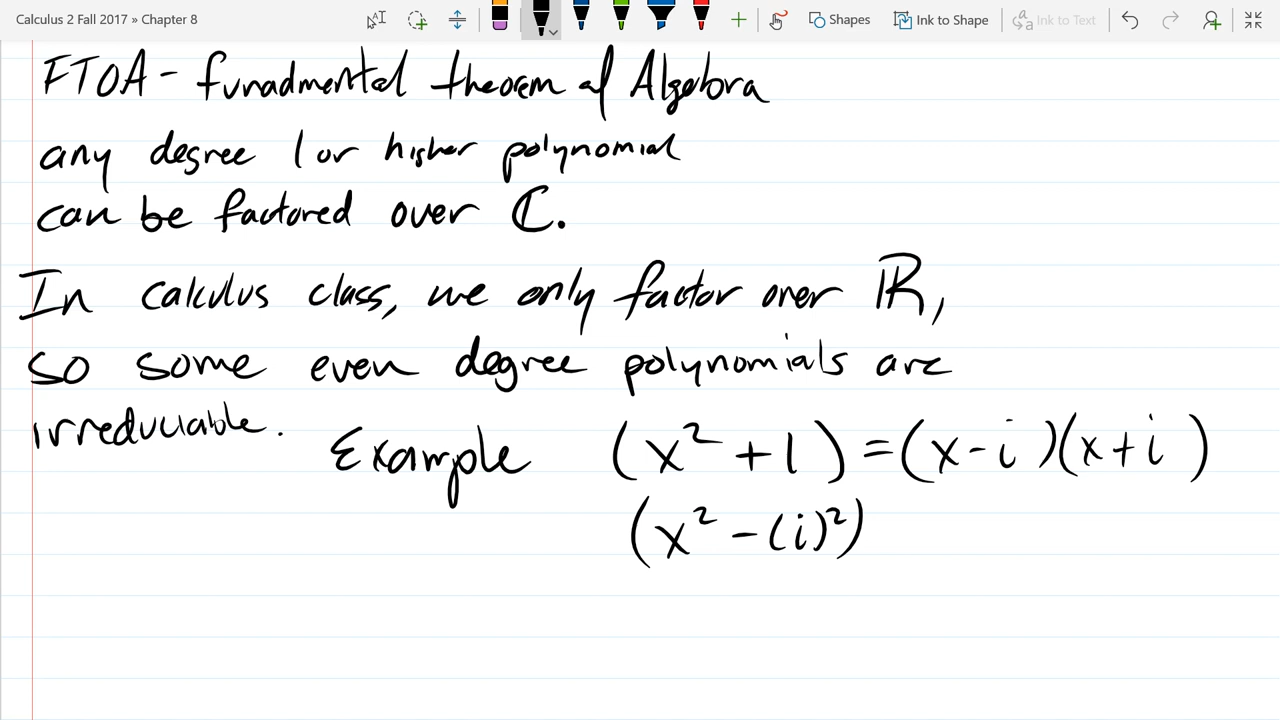 Calculus 2 Fall 2017 » Chapter 8
Shapes
Ink to Shape
Ink to Text
FTOA - funadmental theorem of Algebra
any degree 1 or higher polynomial
can be factored over ℂ.
In calculus class, we only factor over ℝ,
so some even degree polynomials are
irreduciable.
Example (x² + 1) = (x - i)(x + i)
(x² - (i)²)